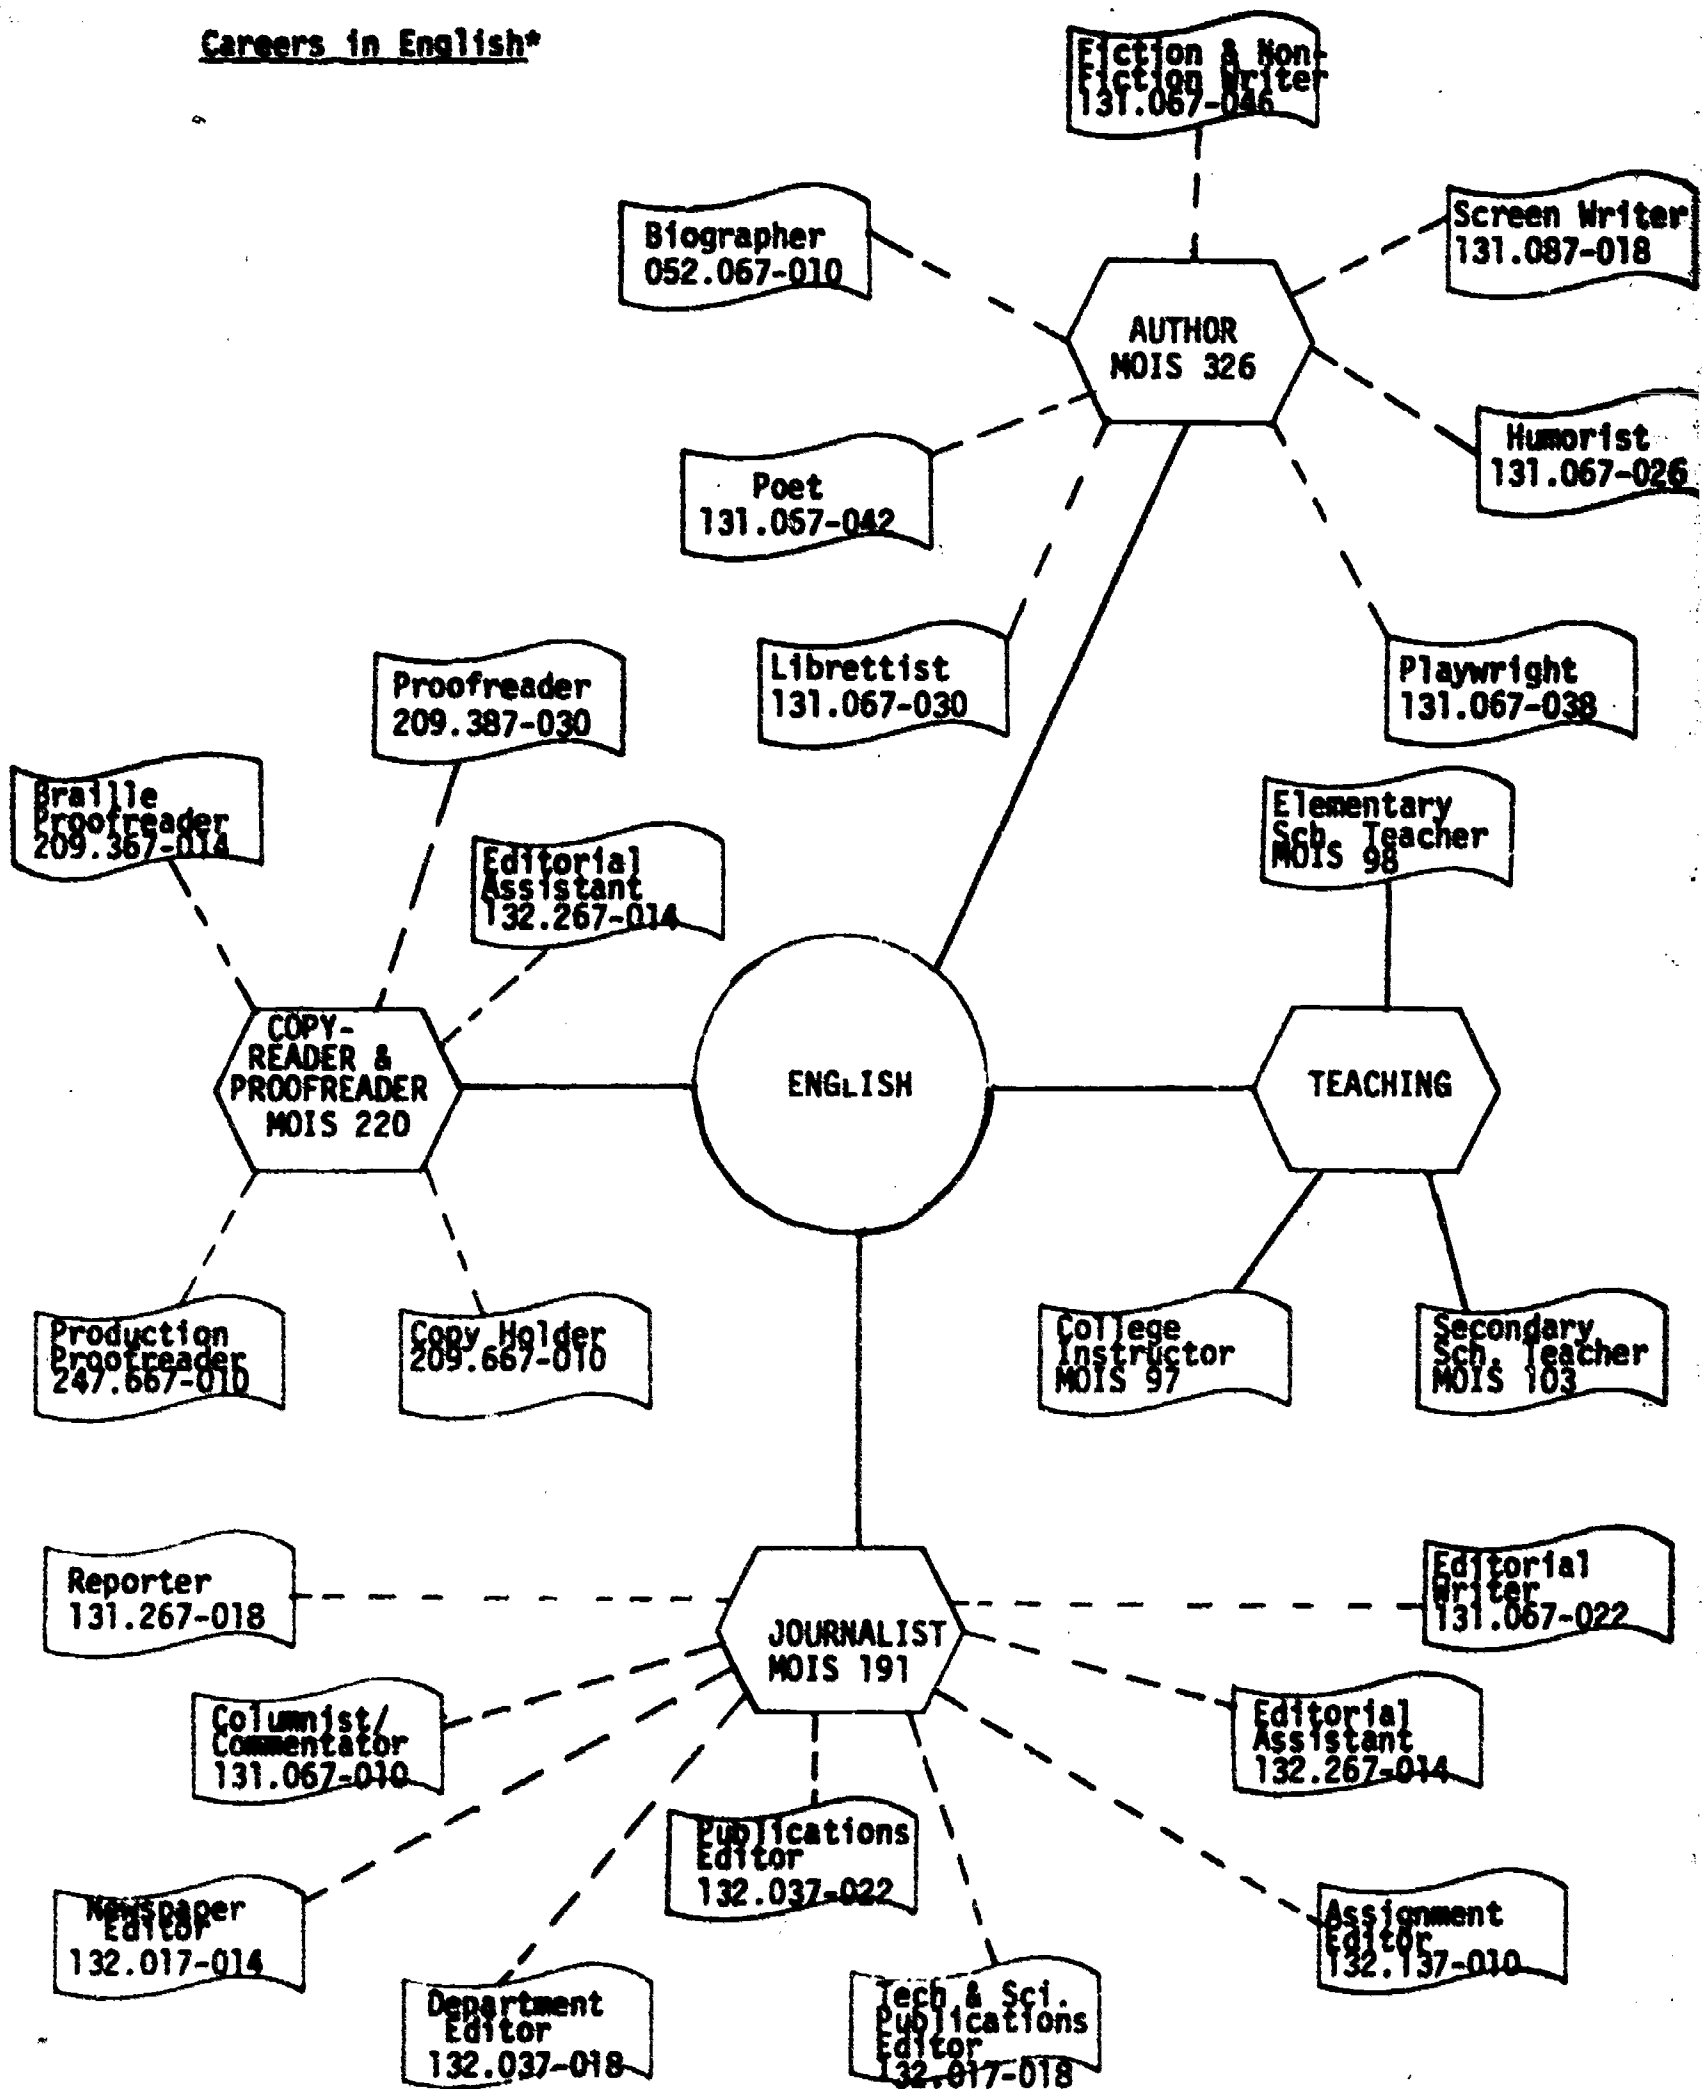 Careers in English*
Fiction & Non-
Fiction Writer
131.067-046
Biographer
052.067-010
Screen Writer
131.087-018
AUTHOR
MOIS 326
Humorist
131.067-026
Poet
131.067-042
Librettist
131.067-030
Playwright
131.067-038
Proofreader
209.387-030
Braille
Proofreader
209.367-014
Editorial
Assistant
132.267-014
Elementary
Sch. Teacher
MOIS 98
COPY-
READER &
PROOFREADER
MOIS 220
ENGLISH
TEACHING
Production
Proofreader
247.667-010
Copy Holder
209.667-010
College
Instructor
MOIS 97
Secondary
Sch. Teacher
MOIS 103
Reporter
131.267-018
JOURNALIST
MOIS 191
Editorial
Writer
131.067-022
Columnist/
Commentator
131.067-010
Editorial
Assistant
132.267-014
Publications
Editor
132.037-022
Newspaper
Editor
132.017-014
Assignment
Editor
132.137-010
Department
Editor
132.037-018
Tech & Sci.
Publications
Editor
132.017-018